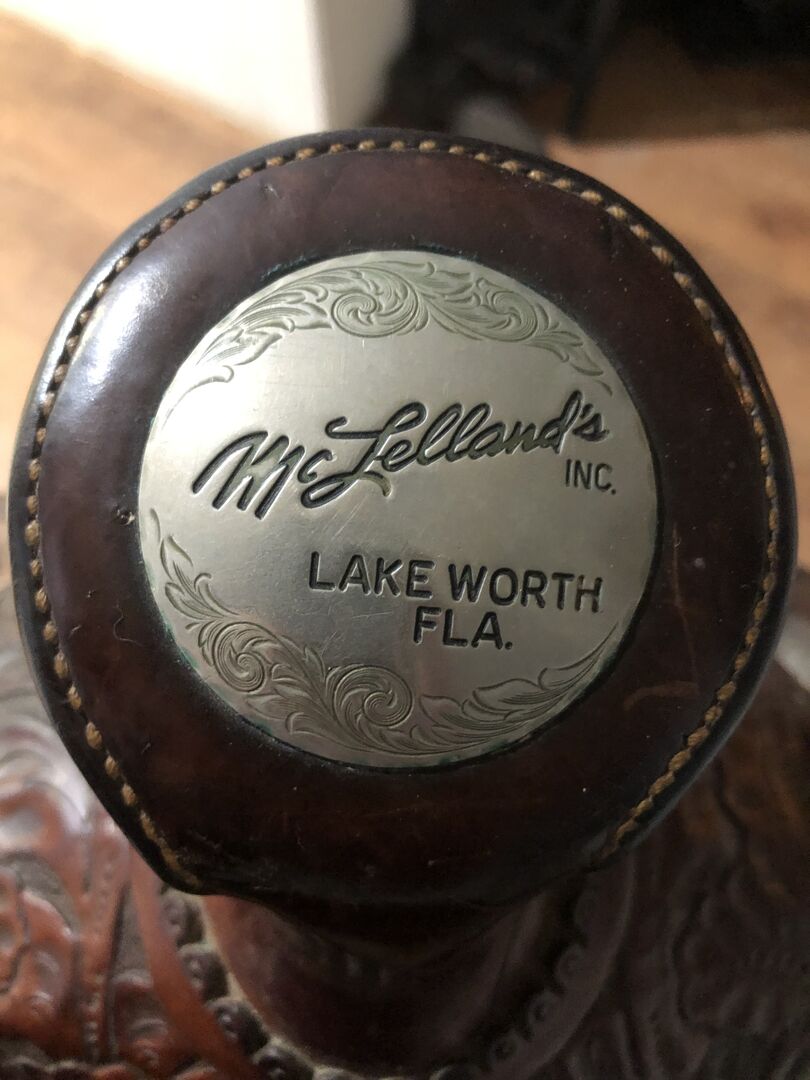 McLelland's
INC.
LAKE WORTH
FLA.